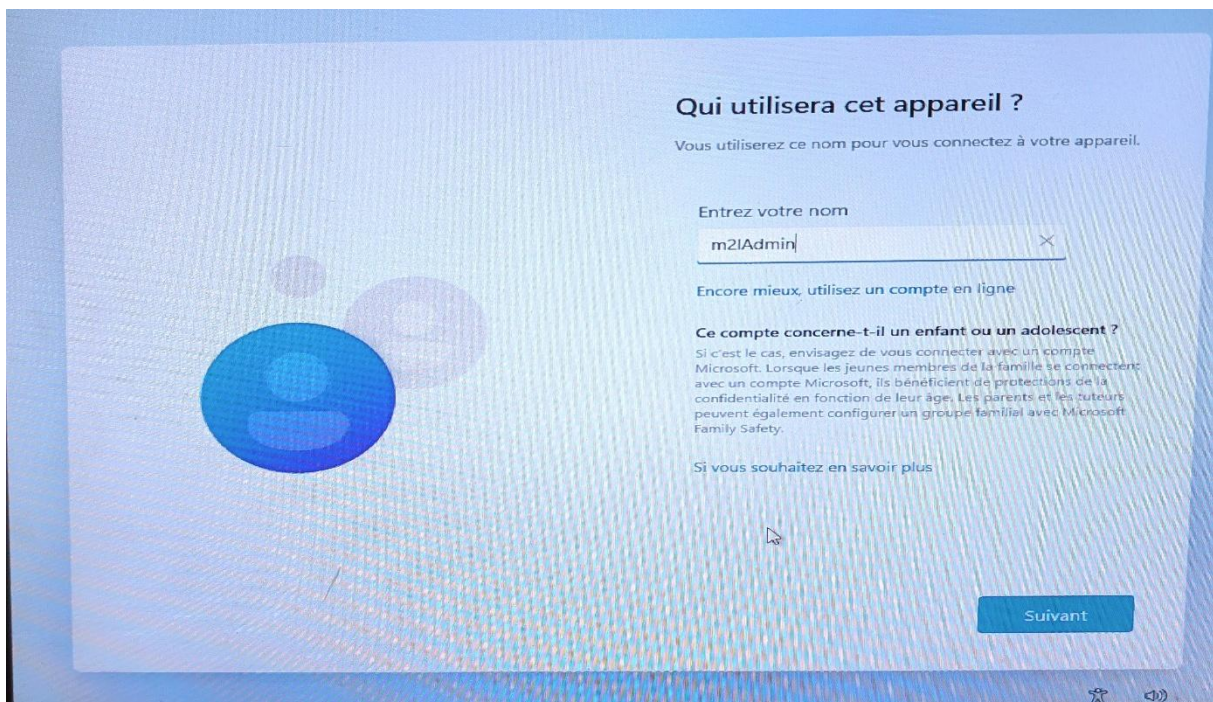 Qui utilisera cet appareil ?
Vous utiliserez ce nom pour vous connectez à votre appareil.
Entrez votre nom
m2lAdmin
Encore mieux, utilisez un compte en ligne
Ce compte concerne-t-il un enfant ou un adolescent ?
Si c'est le cas, envisagez de vous connecter avec un compte
Microsoft. Lorsque les jeunes membres de la famille se connectent
avec un compte Microsoft, ils bénéficient de protections de la
confidentialité en fonction de leur âge. Les parents et les tuteurs
peuvent également configurer un groupe familial avec Microsoft
Family Safety.
Si vous souhaitez en savoir plus
Suivant